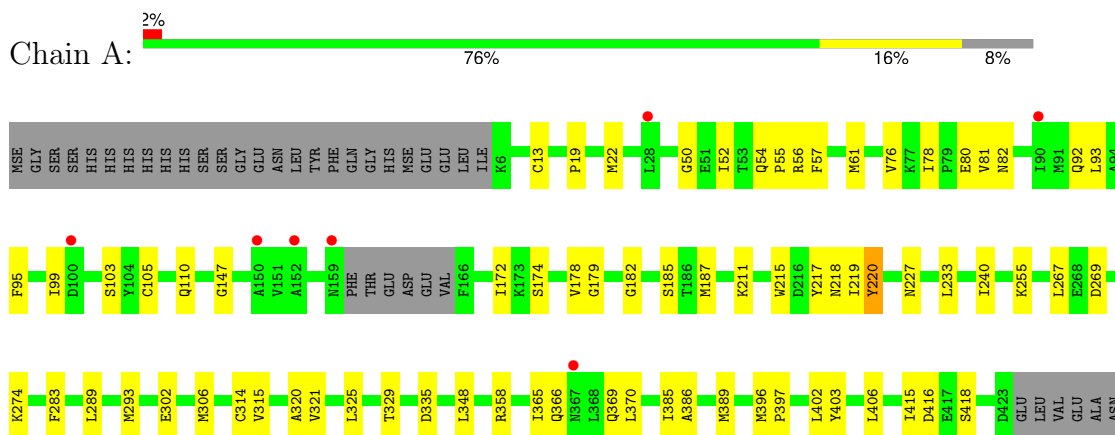 2%
Chain A:
76% 16% 8%
MSE GLY SER SER HIS HIS HIS HIS HIS HIS SER SER GLY GLU ASN LEU TYR PHE GLN GLY HIS MSE GLU GLU LEU ILE K6 C13 P19 M22 L28 G50 E51 I52 T53 Q54 P55 R56 F57 M61 V76 K77 I78 P79 E80 V81 N82 I90 M91 Q92 L93 A94
F95 I99 D100 S103 Y104 C105 Q110 G147 A150 V151 A152 N159 PHE THR GLU ASP GLU VAL F166 I172 K173 S174 V178 G179 G182 S185 T186 M187 K211 W215 D216 Y217 N218 I219 Y220 N227 L233 I240 K255 L267 E268 D269
K274 F283 L289 M293 E302 M306 C314 V315 A320 V321 L325 T329 D335 L348 R358 I365 Q366 N367 L368 Q369 L370 I385 A386 M389 M396 P397 L402 Y403 L406 I415 D416 E417 S418 D423 GLU LEU VAL GLU ALA ASN